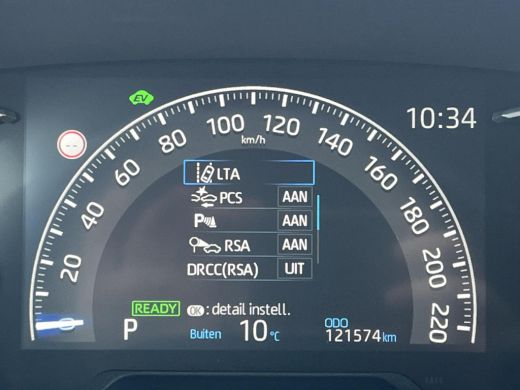 EV
10:34
0 20 40 60 80 100 120 140 160 180 200 220
km/h
LTA
PCS AAN
P AAN
RSA AAN
DRCC(RSA) UIT
READY OK : detail instell.
P Buiten 10 °C ODO 121574 km